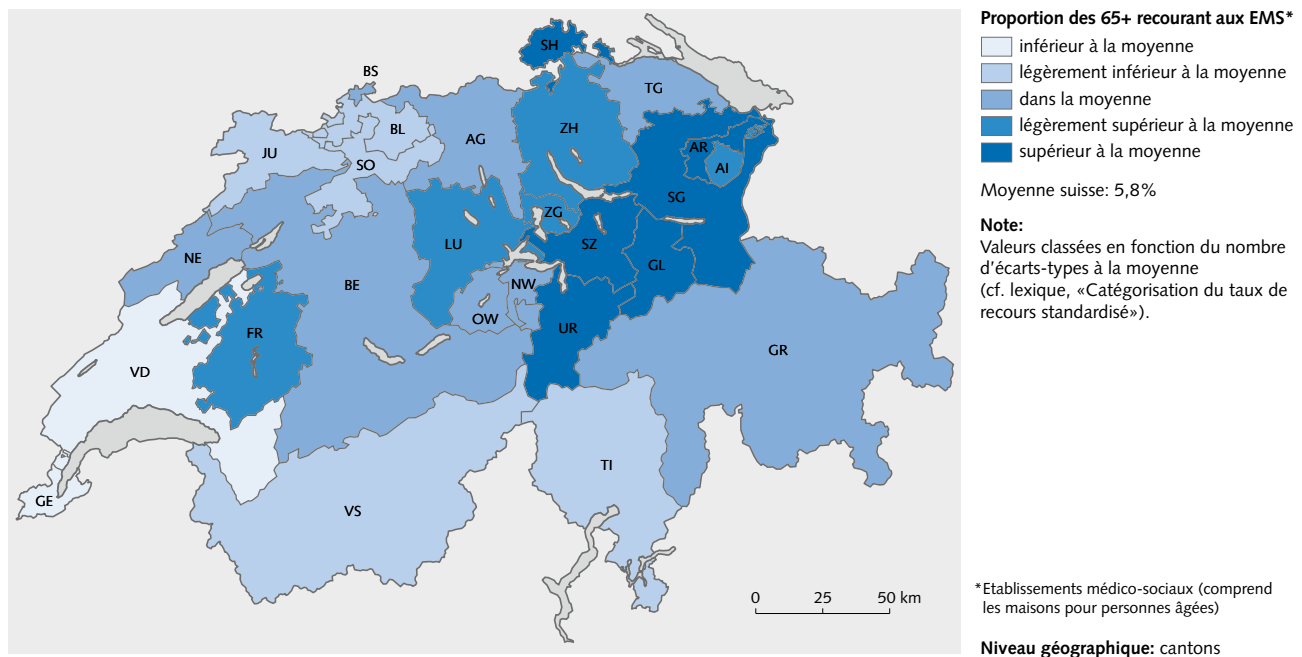 SH
BS
TG
BL
ZH
AG
JU
AR
SO
AI
SG
ZG
LU
SZ
NE
GL
BE
NW
OW
FR
UR
GR
VD
TI
GE
VS
0 25 50 km
Proportion des 65+ recourant aux EMS*
inférieur à la moyenne
légèrement inférieur à la moyenne
dans la moyenne
légèrement supérieur à la moyenne
supérieur à la moyenne
Moyenne suisse: 5,8%
Note:
Valeurs classées en fonction du nombre
d'écarts-types à la moyenne
(cf. lexique, «Catégorisation du taux de
recours standardisé»).
*Etablissements médico-sociaux (comprend
les maisons pour personnes âgées)
Niveau géographique: cantons